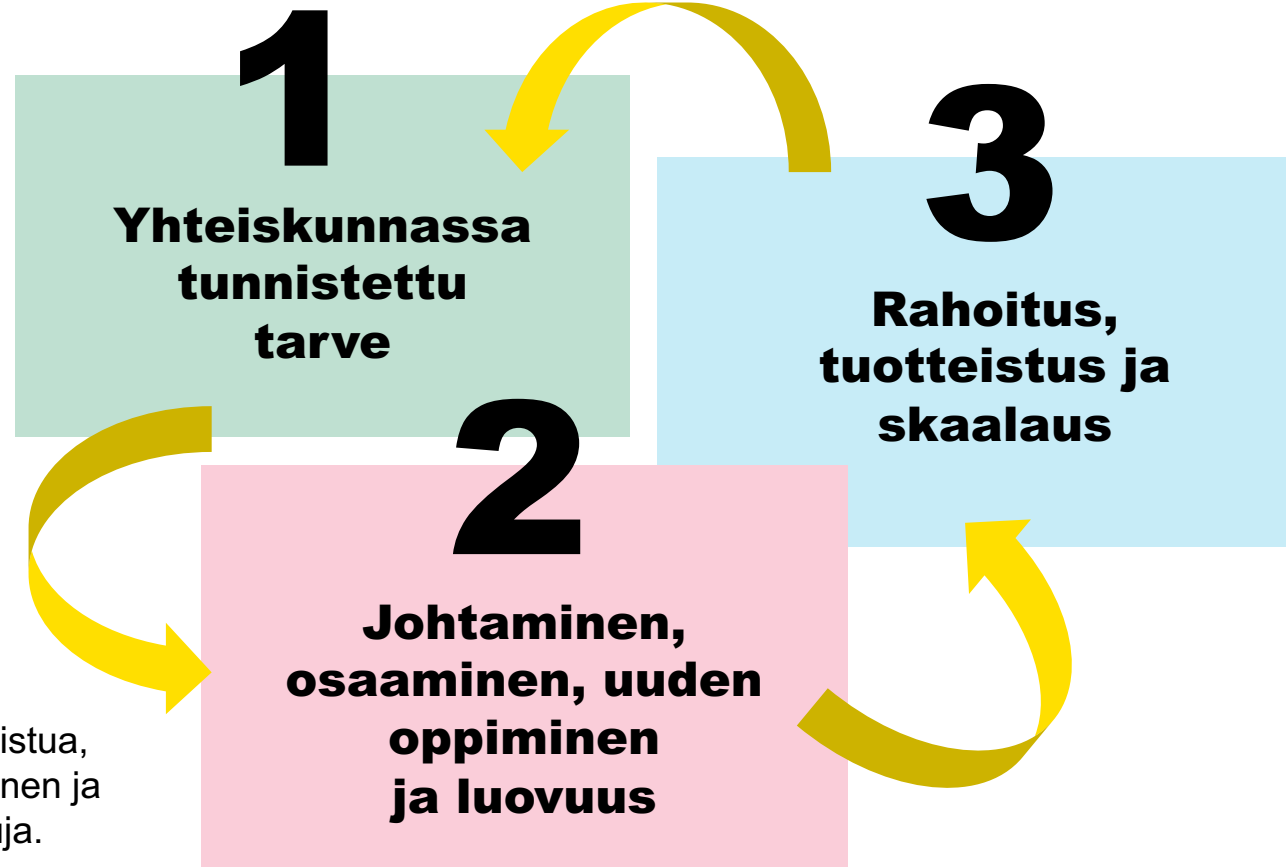 1
Yhteiskunnassa
tunnistettu
tarve
2
Johtaminen,
osaaminen, uuden
oppiminen
ja luovuus
3
Rahoitus,
tuotteistus ja
skaalaus
istua,
nen ja
ja.